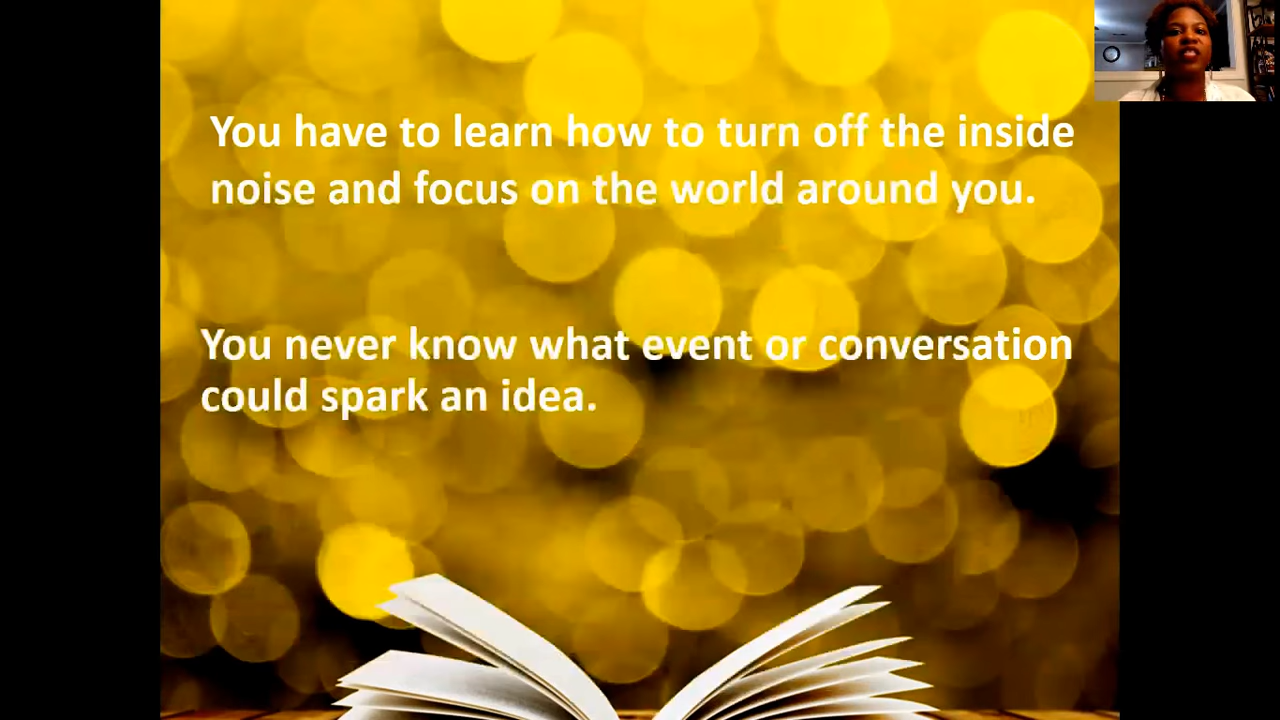 You have to learn how to turn off the inside
noise and focus on the world around you.
You never know what event or conversation
could spark an idea.